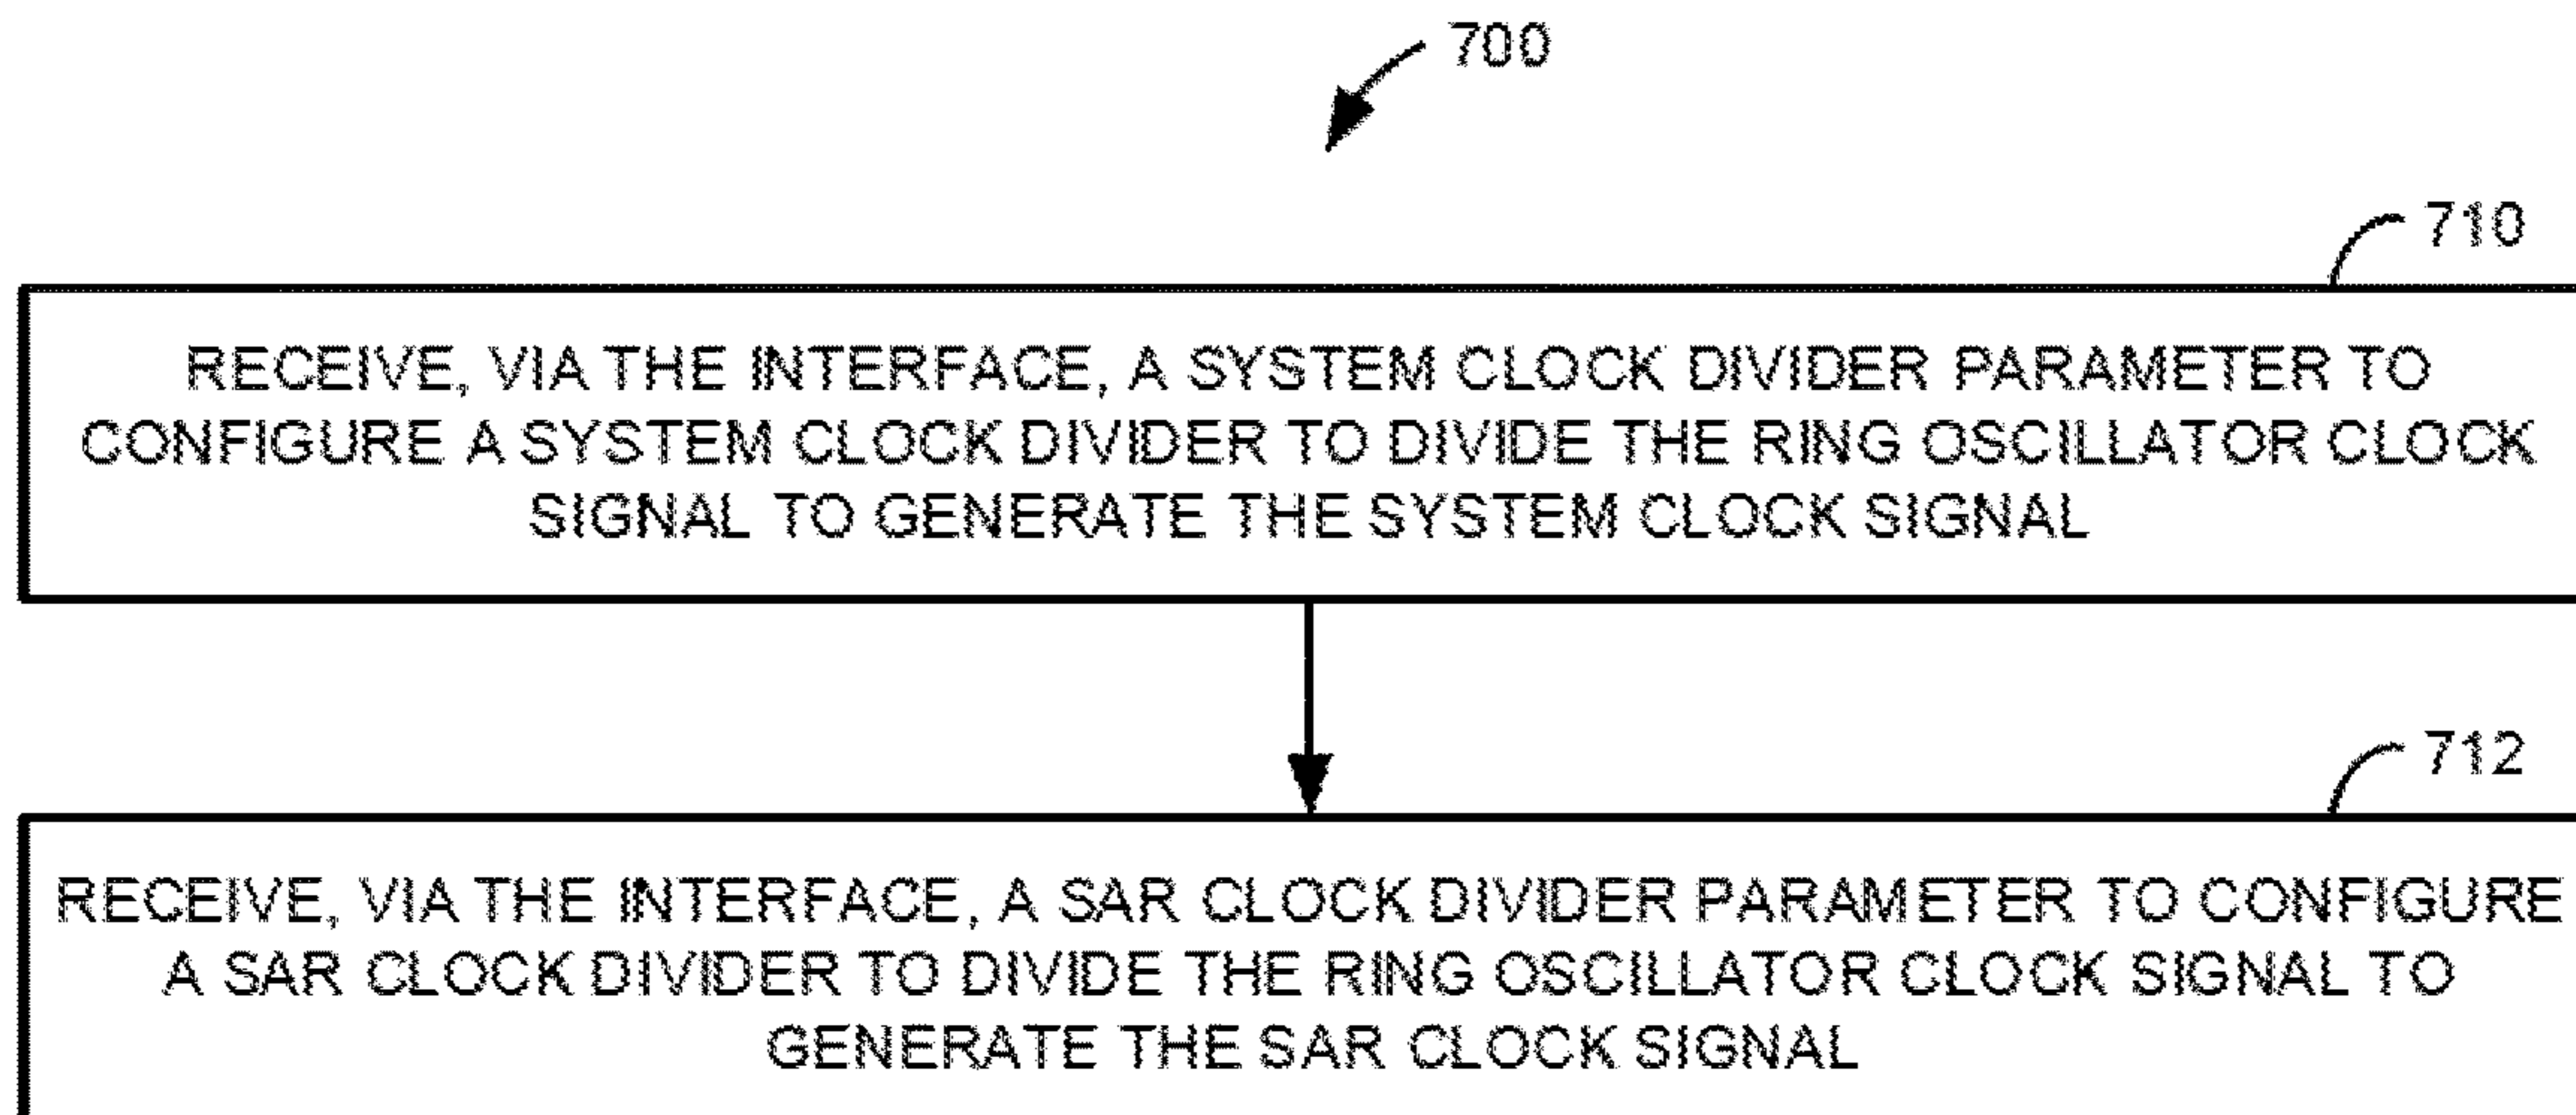 700
710
RECEIVE, VIA THE INTERFACE, A SYSTEM CLOCK DIVIDER PARAMETER TO
CONFIGURE A SYSTEM CLOCK DIVIDER TO DIVIDE THE RING OSCILLATOR CLOCK
SIGNAL TO GENERATE THE SYSTEM CLOCK SIGNAL
712
RECEIVE, VIA THE INTERFACE, A SAR CLOCK DIVIDER PARAMETER TO CONFIGURE
A SAR CLOCK DIVIDER TO DIVIDE THE RING OSCILLATOR CLOCK SIGNAL TO
GENERATE THE SAR CLOCK SIGNAL